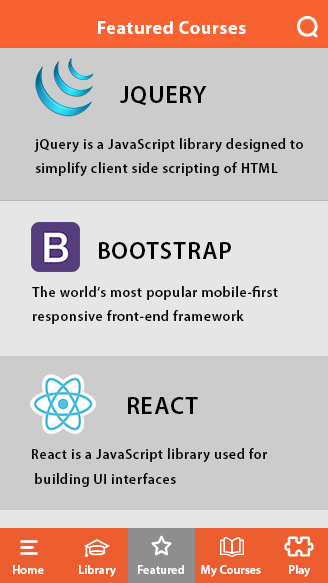 Featured Courses
JQUERY
jQuery is a JavaScript library designed to
simplify client side scripting of HTML
B
BOOTSTRAP
The world’s most popular mobile-first
responsive front-end framework
REACT
React is a JavaScript library used for
building UI interfaces
Home Library Featured My Courses Play